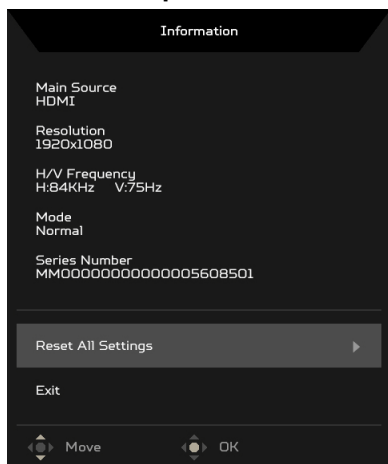 Information
Main Source
HDMI
Resolution
1920x1080
H/V Frequency
H:84KHz V:75Hz
Mode
Normal
Series Number
MM00000000000005608501
Reset All Settings
Exit
Move OK